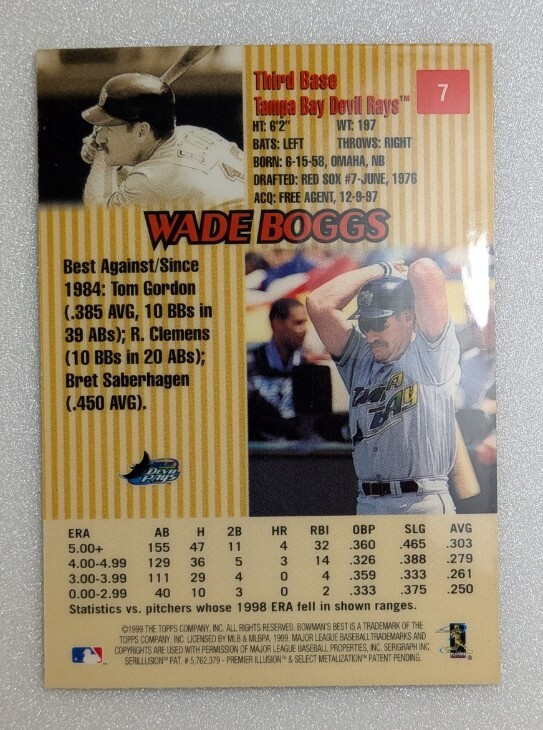 Third Base
7
Tampa Bay Devil Rays™
HT: 6'2" WT: 197
BATS: LEFT THROWS: RIGHT
BORN: 6-15-58, OMAHA, NB
DRAFTED: RED SOX #7-JUNE, 1976
ACQ: FREE AGENT, 12-9-97
WADE BOGGS
Best Against/Since
1984: Tom Gordon
(.385 AVG, 10 BBs in
39 ABs); R. Clemens
(10 BBs in 20 ABs);
Bret Saberhagen
(.450 AVG).
TAMPA
BAY
DEVIL
RAYS
ERA AB H 2B HR RBI OBP SLG AVG
5.00+ 155 47 11 4 32 .360 .465 .303
4.00-4.99 129 36 5 3 14 .326 .388 .279
3.00-3.99 111 29 4 0 4 .359 .333 .261
0.00-2.99 40 10 3 0 2 .333 .375 .250
Statistics vs. pitchers whose 1998 ERA fell in shown ranges.
©1999 THE TOPPS COMPANY, INC. ALL RIGHTS RESERVED. BOWMAN'S BEST IS A TRADEMARK OF THE
TOPPS COMPANY, INC. LICENSED BY MLB & MLBPA, 1999. MAJOR LEAGUE BASEBALL TRADEMARKS AND
COPYRIGHTS ARE USED WITH PERMISSION OF MAJOR LEAGUE BASEBALL PROPERTIES, INC. SERIGRAPH INC.
SERILLUSION™ PAT. # 5,762,379 - PREMIER ILLUSION™ & SELECT METALIZATION™ PATENT PENDING.